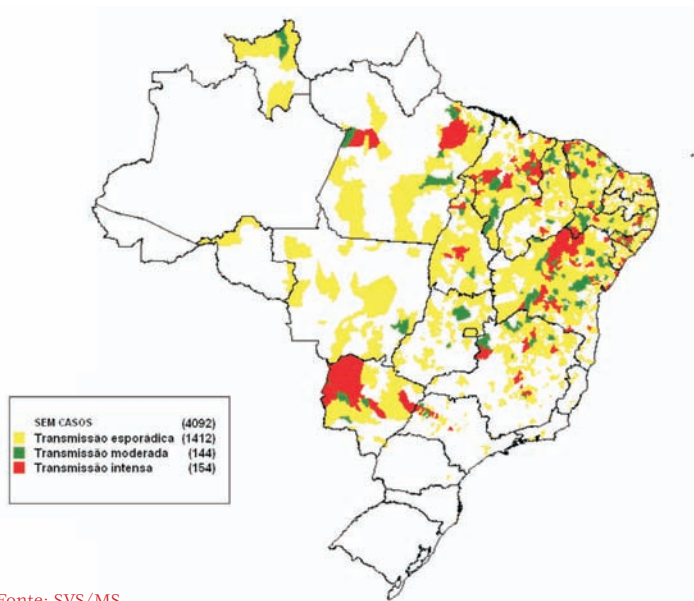 SEM CASOS (4092)
Transmissão esporádica (1412)
Transmissão moderada (144)
Transmissão intensa (154)
Fonte: SVS/MS